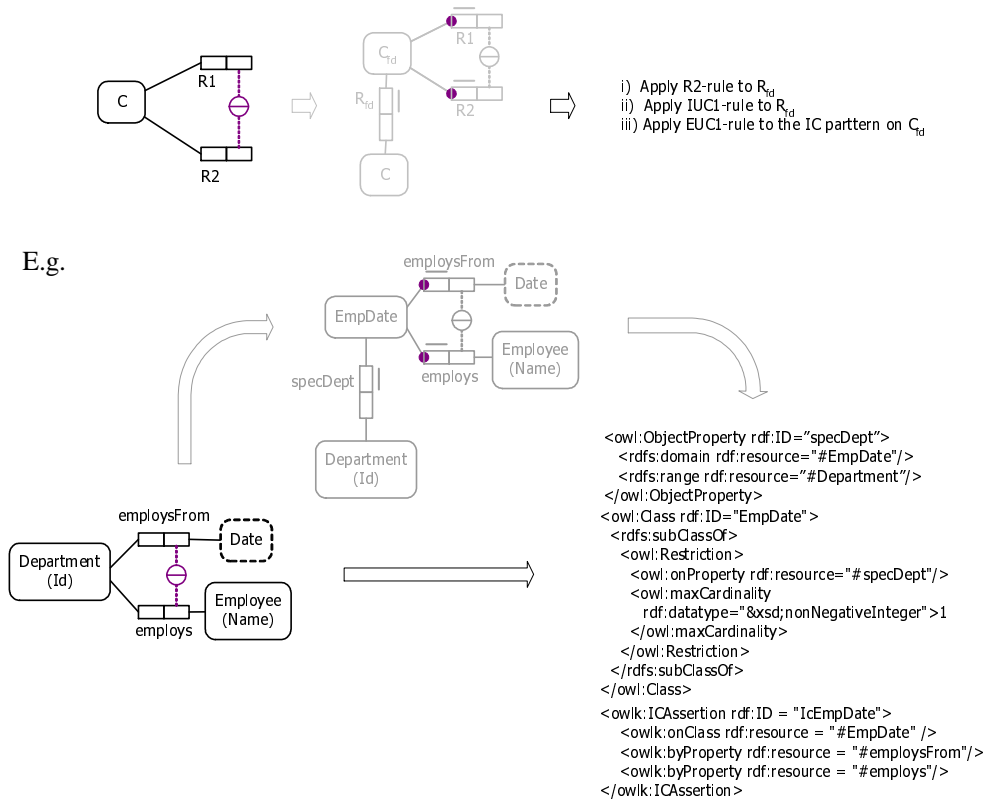 C
R1
R2
C_fd
R1
R2
R_fd
C
i) Apply R2-rule to R_fd
ii) Apply IUC1-rule to R_fd
iii) Apply EUC1-rule to the IC parttern on C_fd
E.g.
employsFrom
Date
EmpDate
Employee
(Name)
employs
specDept
Department
(Id)
employsFrom
Date
Department
(Id)
Employee
(Name)
employs
<owl:ObjectProperty rdf:ID=”specDept”>
<rdfs:domain rdf:resource="#EmpDate"/>
<rdfs:range rdf:resource=”#Department”/>
</owl:ObjectProperty>
<owl:Class rdf:ID="EmpDate">
<rdfs:subClassOf>
<owl:Restriction>
<owl:onProperty rdf:resource="#specDept"/>
<owl:maxCardinality
rdf:datatype="&xsd;nonNegativeInteger">1
</owl:maxCardinality>
</owl:Restriction>
</rdfs:subClassOf>
</owl:Class>
<owlk:ICAssertion rdf:ID = "IcEmpDate">
<owlk:onClass rdf:resource = "#EmpDate" />
<owlk:byProperty rdf:resource = "#employsFrom"/>
<owlk:byProperty rdf:resource = "#employs"/>
</owlk:ICAssertion>